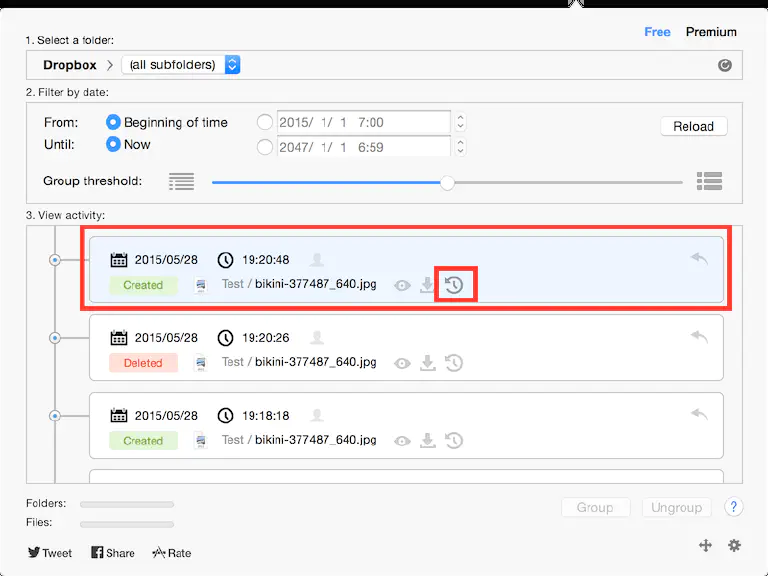 Free Premium
1. Select a folder:
Dropbox > (all subfolders)
2. Filter by date:
From: Beginning of time 2015/ 1/ 1 7:00
Until: Now 2047/ 1/ 1 6:59
Reload
Group threshold:
3. View activity:
2015/05/28 19:20:48
Created Test / bikini-377487_640.jpg
2015/05/28 19:20:26
Deleted Test / bikini-377487_640.jpg
2015/05/28 19:18:18
Created Test / bikini-377487_640.jpg
Folders:
Files:
Group Ungroup ?
Tweet Share Rate